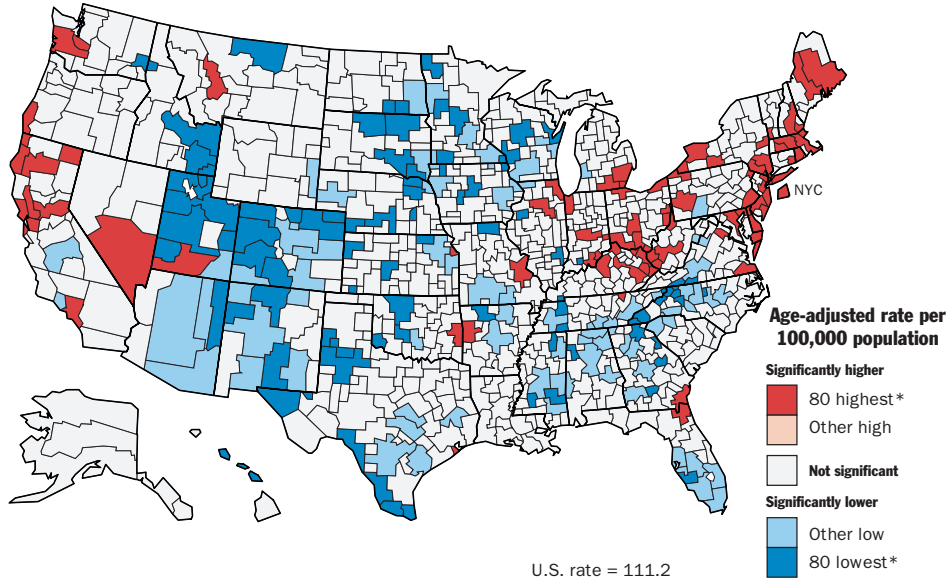 NYC
Age-adjusted rate per
100,000 population
Significantly higher
80 highest*
Other high
Not significant
Significantly lower
Other low
80 lowest*
U.S. rate = 111.2